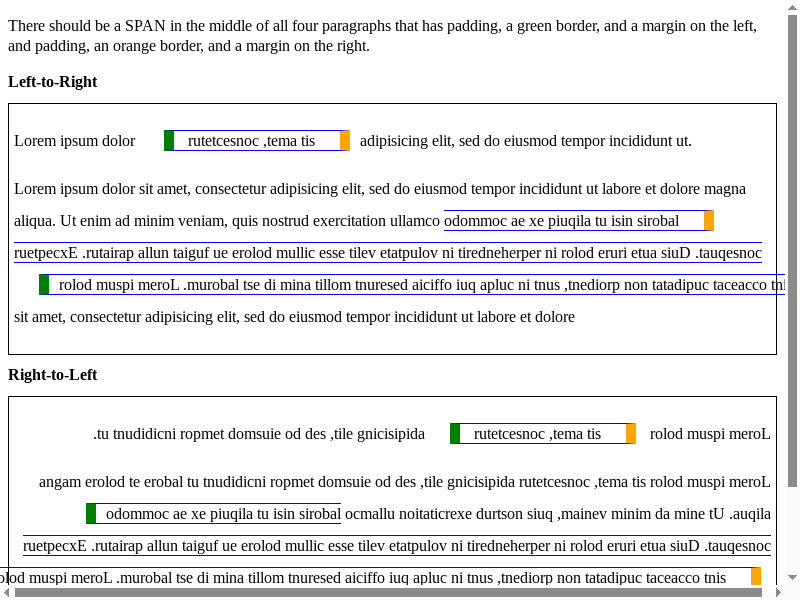 There should be a SPAN in the middle of all four paragraphs that has padding, a green border, and a margin on the left,
and padding, an orange border, and a margin on the right.
Left-to-Right
Lorem ipsum dolor rutetcesnoc ,tema tis adipisicing elit, sed do eiusmod tempor incididunt ut.
Lorem ipsum dolor sit amet, consectetur adipisicing elit, sed do eiusmod tempor incididunt ut labore et dolore magna
aliqua. Ut enim ad minim veniam, quis nostrud exercitation ullamco odommoc ae xe piuqila tu isin sirobal
ruetpecxE .rutairap allun taiguf ue erolod mullic esse tilev etatpulov ni tiredneherper ni rolod eruri etua siuD .tauqesnoc
rolod muspi meroL .murobal tse di mina tillom tnuresed aiciffo iuq apluc ni tnus ,tnediorp non tatadipuc taceacco tni
sit amet, consectetur adipisicing elit, sed do eiusmod tempor incididunt ut labore et dolore
Right-to-Left
.tu tnudidicni ropmet domsuie od des ,tile gnicisipida rutetcesnoc ,tema tis rolod muspi meroL
angam erolod te erobal tu tnudidicni ropmet domsuie od des ,tile gnicisipida rutetcesnoc ,tema tis rolod muspi meroL
odommoc ae xe piuqila tu isin sirobal ocmallu noitaticrexe durtson siuq ,mainev minim da mine tU .auqila
ruetpecxE .rutairap allun taiguf ue erolod mullic esse tilev etatpulov ni tiredneherper ni rolod eruri etua siuD .tauqesnoc
olod muspi meroL .murobal tse di mina tillom tnuresed aiciffo iuq apluc ni tnus ,tnediorp non tatadipuc taceacco tnis